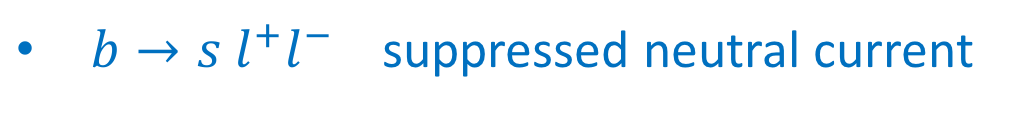 • b → s l⁺l⁻ suppressed neutral current